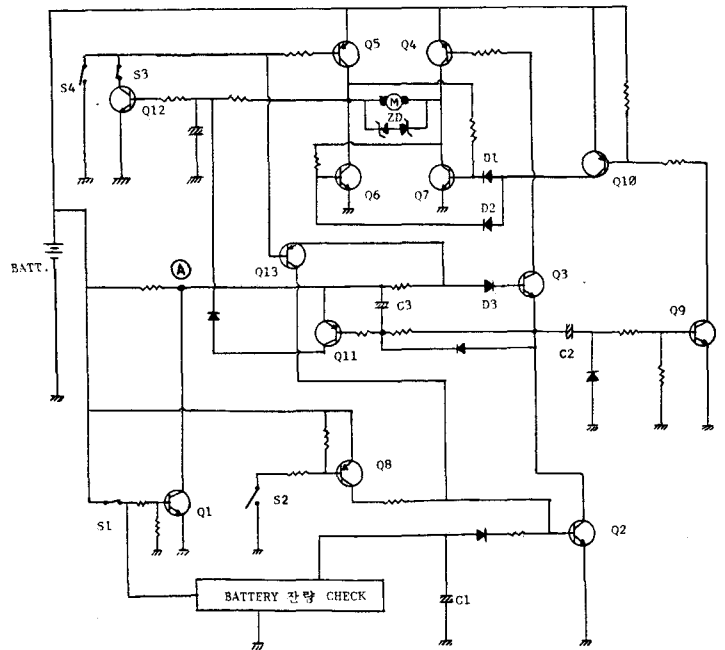 Q5
Q4
S4
S3
Q12
M
ZD
Q6
Q7
D1
D2
Q10
BATT.
A
Q13
C3
D3
Q3
Q11
C2
Q9
S2
Q8
S1
Q1
Q2
BATTERY 잔량 CHECK
C1